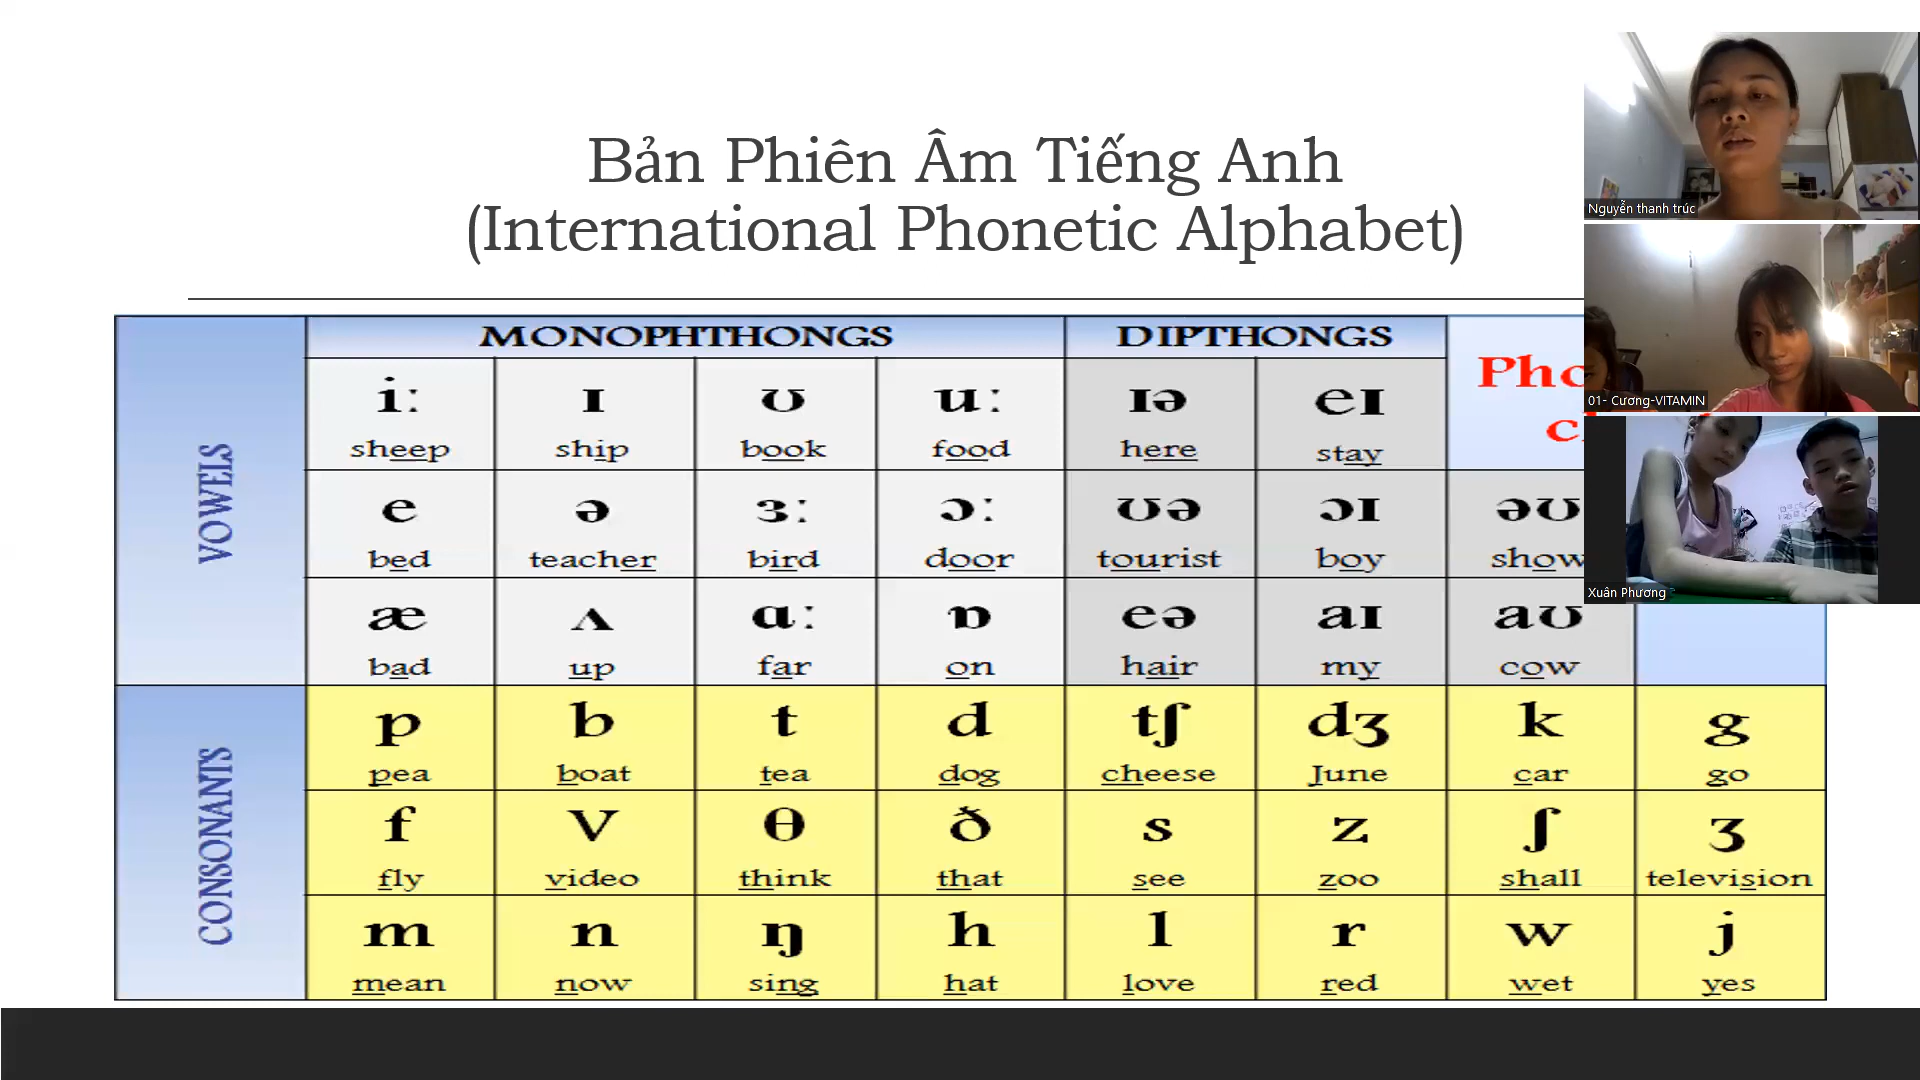 Bản Phiên Âm Tiếng Anh
(International Phonetic Alphabet)
MONOPHTHONGS DIPTHONGS
VOWELS
iː ɪ ʊ uː ɪə eɪ
sheep ship book food here stay
e ə ɜː ɔː ʊə ɔɪ əʊ
bed teacher bird door tourist boy show
æ ʌ ɑː ɒ eə aɪ aʊ
bad up far on hair my cow
CONSONANTS
p b t d tʃ dʒ k g
pea boat tea dog cheese June car go
f v θ ð s z ʃ ʒ
fly video think that see zoo shall television
m n ŋ h l r w j
mean now sing hat love red wet yes
Nguyễn thanh trúc
01- Cương-VITAMIN
Xuân Phương